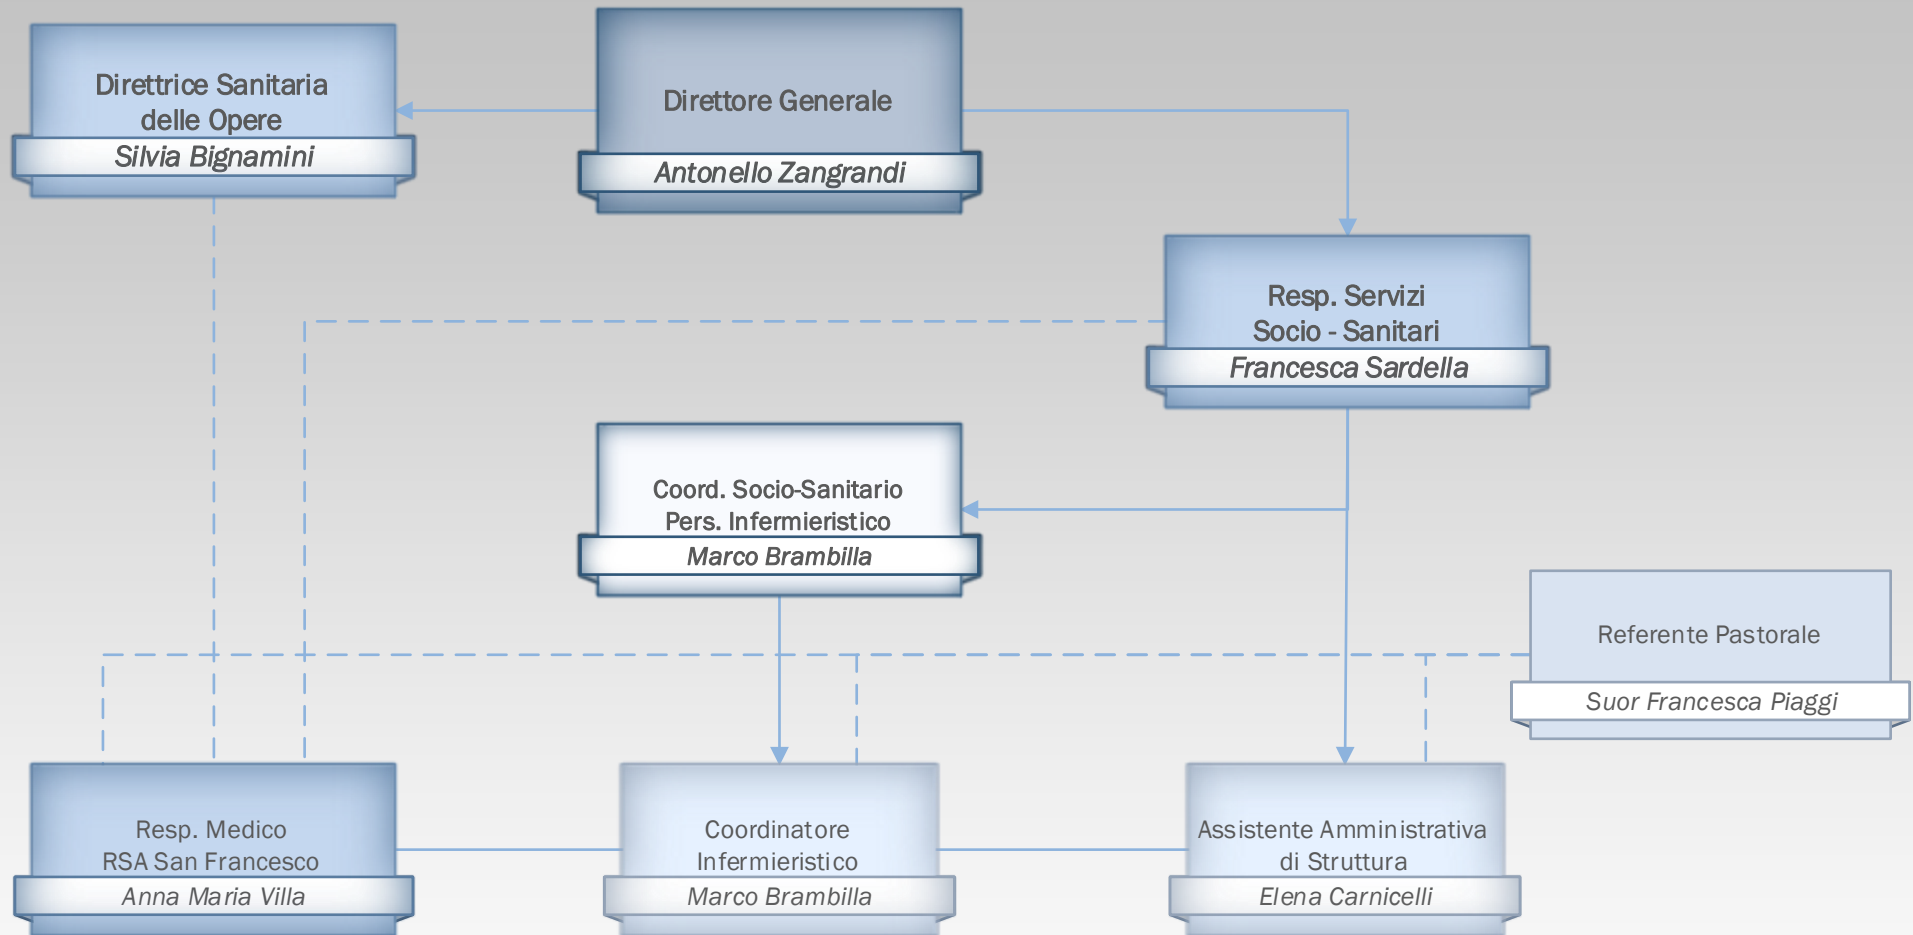 Direttrice Sanitaria
delle Opere
Silvia Bignamini
Direttore Generale
Antonello Zangrandi
Resp. Servizi
Socio - Sanitari
Francesca Sardella
Coord. Socio-Sanitario
Pers. Infermieristico
Marco Brambilla
Referente Pastorale
Suor Francesca Piaggi
Resp. Medico
RSA San Francesco
Anna Maria Villa
Coordinatore
Infermieristico
Marco Brambilla
Assistente Amministrativa
di Struttura
Elena Carnicelli